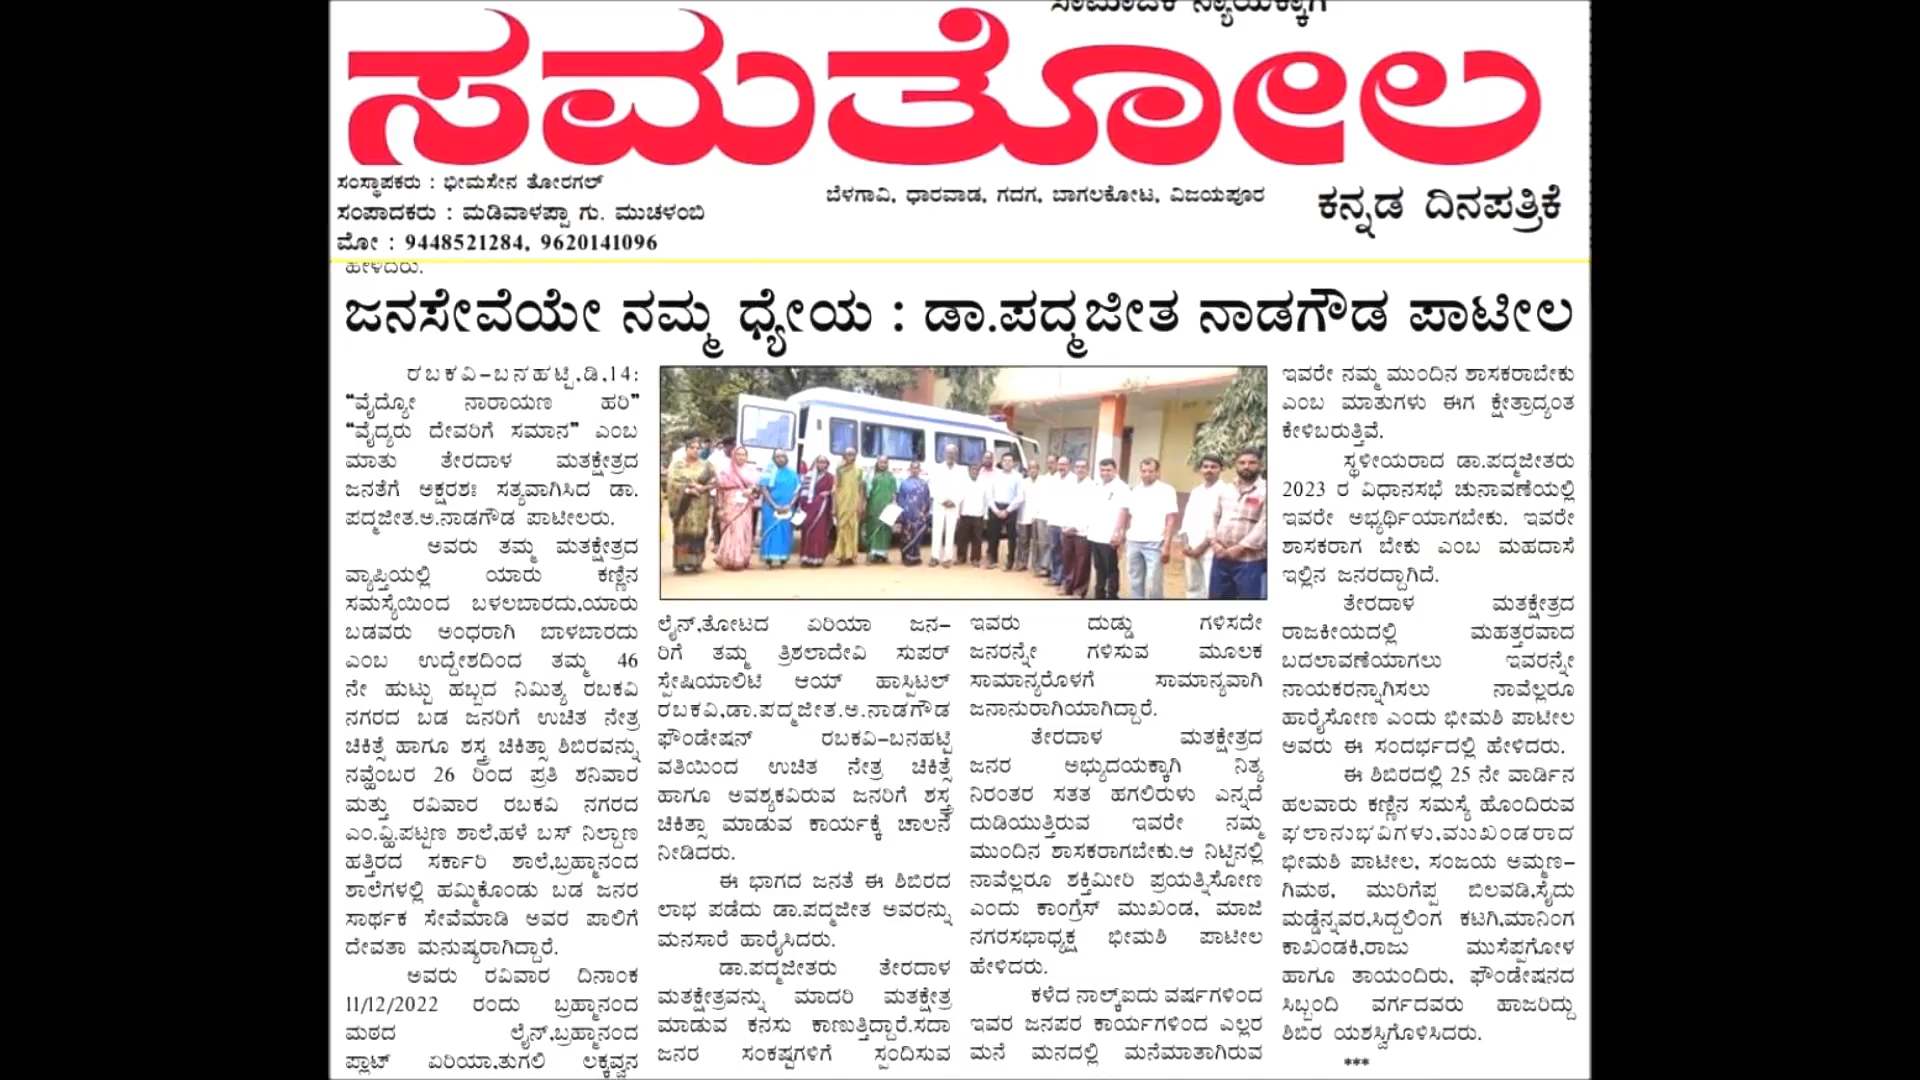 ಸಾಮಾಜಿಕ ನ್ಯಾಯಕ್ಕಾಗಿ
ಸಮತೋಲ
ಸಂಸ್ಥಾಪಕರು : ಭೀಮಸೇನ ತೋರಗಲ್
ಸಂಪಾದಕರು : ಮಡಿವಾಳಪ್ಪಾ ಗು. ಮುಚಳಂಬಿ
ಮೋ : 9448521284, 9620141096
ಬೆಳಗಾವಿ, ಧಾರವಾಡ, ಗದಗ, ಬಾಗಲಕೋಟ, ವಿಜಯಪೂರ
ಕನ್ನಡ ದಿನಪತ್ರಿಕೆ
ಹೇಳಿದರು.
ಜನಸೇವೆಯೇ ನಮ್ಮ ಧ್ಯೇಯ : ಡಾ.ಪದ್ಮಜೀತ ನಾಡಗೌಡ ಪಾಟೀಲ
ರಬಕವಿ-ಬನಹಟ್ಟಿ,ಡಿ,14:
“ವೈದ್ಯೋ ನಾರಾಯಣ ಹರಿ”
“ವೈದ್ಯರು ದೇವರಿಗೆ ಸಮಾನ” ಎಂಬ
ಮಾತು ತೇರದಾಳ ಮತಕ್ಷೇತ್ರದ
ಜನತೆಗೆ ಅಕ್ಷರಶಃ ಸತ್ಯವಾಗಿಸಿದ ಡಾ.
ಪದ್ಮಜೀತ.ಅ.ನಾಡಗೌಡ ಪಾಟೀಲರು.
ಅವರು ತಮ್ಮ ಮತಕ್ಷೇತ್ರದ
ವ್ಯಾಪ್ತಿಯಲ್ಲಿ ಯಾರು ಕಣ್ಣಿನ
ಸಮಸ್ಯೆಯಿಂದ ಬಳಲಬಾರದು,ಯಾರು
ಬಡವರು ಅಂಧರಾಗಿ ಬಾಳಬಾರದು
ಎಂಬ ಉದ್ದೇಶದಿಂದ ತಮ್ಮ 46
ನೇ ಹುಟ್ಟು ಹಬ್ಬದ ನಿಮಿತ್ಯ ರಬಕವಿ
ನಗರದ ಬಡ ಜನರಿಗೆ ಉಚಿತ ನೇತ್ರ
ಚಿಕಿತ್ಸೆ ಹಾಗೂ ಶಸ್ತ್ರ ಚಿಕಿತ್ಸಾ ಶಿಬಿರವನ್ನು
ನವ್ಹೆಂಬರ 26 ರಿಂದ ಪ್ರತಿ ಶನಿವಾರ
ಮತ್ತು ರವಿವಾರ ರಬಕವಿ ನಗರದ
ಎಂ.ವ್ಹಿ.ಪಟ್ಟಣ ಶಾಲೆ,ಹಳೆ ಬಸ್ ನಿಲ್ದಾಣ
ಹತ್ತಿರದ ಸರ್ಕಾರಿ ಶಾಲೆ,ಬ್ರಹ್ಮಾನಂದ
ಶಾಲೆಗಳಲ್ಲಿ ಹಮ್ಮಿಕೊಂಡು ಬಡ ಜನರ
ಸಾರ್ಥಕ ಸೇವೆಮಾಡಿ ಅವರ ಪಾಲಿಗೆ
ದೇವತಾ ಮನುಷ್ಯರಾಗಿದ್ದಾರೆ.
ಅವರು ರವಿವಾರ ದಿನಾಂಕ
11/12/2022 ರಂದು ಬ್ರಹ್ಮಾನಂದ
ಮಠದ ಲೈನ್,ಬ್ರಹ್ಮಾನಂದ
ಪ್ಲಾಟ್ ಏರಿಯಾ,ತುಗಲಿ ಲಕ್ಕವ್ವನ
ಲೈನ್,ತೋಟದ ಏರಿಯಾ ಜನ-
ರಿಗೆ ತಮ್ಮ ತ್ರಿಶಲಾದೇವಿ ಸುಪರ್
ಸ್ಪೇಷಿಯಾಲಿಟಿ ಆಯ್ ಹಾಸ್ಪಿಟಲ್
ರಬಕವಿ,ಡಾ.ಪದ್ಮಜೀತ.ಅ.ನಾಡಗೌಡ
ಫೌಂಡೇಷನ್ ರಬಕವಿ-ಬನಹಟ್ಟಿ
ವತಿಯಿಂದ ಉಚಿತ ನೇತ್ರ ಚಿಕಿತ್ಸೆ
ಹಾಗೂ ಅವಶ್ಯಕವಿರುವ ಜನರಿಗೆ ಶಸ್ತ್ರ
ಚಿಕಿತ್ಸಾ ಮಾಡುವ ಕಾರ್ಯಕ್ಕೆ ಚಾಲನೆ
ನೀಡಿದರು.
ಈ ಭಾಗದ ಜನತೆ ಈ ಶಿಬಿರದ
ಲಾಭ ಪಡೆದು ಡಾ.ಪದ್ಮಜೀತ ಅವರನ್ನು
ಮನಸಾರೆ ಹಾರೈಸಿದರು.
ಡಾ.ಪದ್ಮಜೀತರು ತೇರದಾಳ
ಮತಕ್ಷೇತ್ರವನ್ನು ಮಾದರಿ ಮತಕ್ಷೇತ್ರ
ಮಾಡುವ ಕನಸು ಕಾಣುತ್ತಿದ್ದಾರೆ.ಸದಾ
ಜನರ ಸಂಕಷ್ಟಗಳಿಗೆ ಸ್ಪಂದಿಸುವ
ಇವರು ದುಡ್ಡು ಗಳಿಸದೇ
ಜನರನ್ನೇ ಗಳಿಸುವ ಮೂಲಕ
ಸಾಮಾನ್ಯರೊಳಗೆ ಸಾಮಾನ್ಯವಾಗಿ
ಜನಾನುರಾಗಿಯಾಗಿದ್ದಾರೆ.
ತೇರದಾಳ ಮತಕ್ಷೇತ್ರದ
ಜನರ ಅಭ್ಯುದಯಕ್ಕಾಗಿ ನಿತ್ಯ
ನಿರಂತರ ಸತತ ಹಗಲಿರುಳು ಎನ್ನದೆ
ದುಡಿಯುತ್ತಿರುವ ಇವರೇ ನಮ್ಮ
ಮುಂದಿನ ಶಾಸಕರಾಗಬೇಕು.ಆ ನಿಟ್ಟಿನಲ್ಲಿ
ನಾವೆಲ್ಲರೂ ಶಕ್ತಿಮೀರಿ ಪ್ರಯತ್ನಿಸೋಣ
ಎಂದು ಕಾಂಗ್ರೆಸ್ ಮುಖಂಡ, ಮಾಜಿ
ನಗರಸಭಾಧ್ಯಕ್ಷ ಭೀಮಶಿ ಪಾಟೀಲ
ಹೇಳಿದರು.
ಕಳೆದ ನಾಲ್ಕ್‌ಐದು ವರ್ಷಗಳಿಂದ
ಇವರ ಜನಪರ ಕಾರ್ಯಗಳಿಂದ ಎಲ್ಲರ
ಮನೆ ಮನದಲ್ಲಿ ಮನೆಮಾತಾಗಿರುವ
ಇವರೇ ನಮ್ಮ ಮುಂದಿನ ಶಾಸಕರಾಬೇಕು
ಎಂಬ ಮಾತುಗಳು ಈಗ ಕ್ಷೇತ್ರಾದ್ಯಂತ
ಕೇಳಿಬರುತ್ತಿವೆ.
ಸ್ಥಳೀಯರಾದ ಡಾ.ಪದ್ಮಜೀತರು
2023 ರ ವಿಧಾನಸಭೆ ಚುನಾವಣೆಯಲ್ಲಿ
ಇವರೇ ಅಭ್ಯರ್ಥಿಯಾಗಬೇಕು. ಇವರೇ
ಶಾಸಕರಾಗ ಬೇಕು ಎಂಬ ಮಹದಾಸೆ
ಇಲ್ಲಿನ ಜನರದ್ದಾಗಿದೆ.
ತೇರದಾಳ ಮತಕ್ಷೇತ್ರದ
ರಾಜಕೀಯದಲ್ಲಿ ಮಹತ್ತರವಾದ
ಬದಲಾವಣೆಯಾಗಲು ಇವರನ್ನೇ
ನಾಯಕರನ್ನಾಗಿಸಲು ನಾವೆಲ್ಲರೂ
ಹಾರೈಸೋಣ ಎಂದು ಭೀಮಶಿ ಪಾಟೀಲ
ಅವರು ಈ ಸಂದರ್ಭದಲ್ಲಿ ಹೇಳಿದರು.
ಈ ಶಿಬಿರದಲ್ಲಿ 25 ನೇ ವಾರ್ಡಿನ
ಹಲವಾರು ಕಣ್ಣಿನ ಸಮಸ್ಯೆ ಹೊಂದಿರುವ
ಫಲಾನುಭವಿಗಳು,ಮುಖಂಡರಾದ
ಭೀಮಶಿ ಪಾಟೀಲ, ಸಂಜಯ ಅಮ್ಮಣ-
ಗಿಮಠ, ಮುರಿಗೆಪ್ಪ ಬಿಲವಡಿ,ಸೈದು
ಮಡ್ಡೆನ್ನವರ,ಸಿದ್ದಲಿಂಗ ಕಟಗಿ,ಮಾನಿಂಗ
ಕಾಖಂಡಕಿ,ರಾಜು ಮುಸೆಪ್ಪಗೋಳ
ಹಾಗೂ ತಾಯಂದಿರು, ಫೌಂಡೇಷನದ
ಸಿಬ್ಬಂದಿ ವರ್ಗದವರು ಹಾಜರಿದ್ದು
ಶಿಬಿರ ಯಶಸ್ವಿಗೊಳಿಸಿದರು.
***